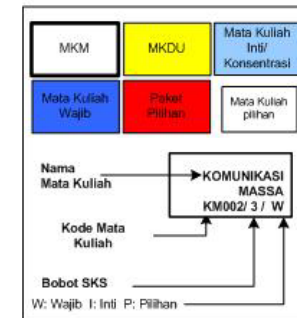 MKM
MKDU
Mata Kuliah
Inti/
Konsentrasi
Mata Kuliah
Wajib
Paket
Pilihan
Mata Kuliah
pilihan
Nama
Mata Kuliah
KOMUNIKASI
MASSA
KM002/ 3 / W
Kode Mata
Kuliah
Bobot SKS
W: Wajib I: Inti P: Pilihan